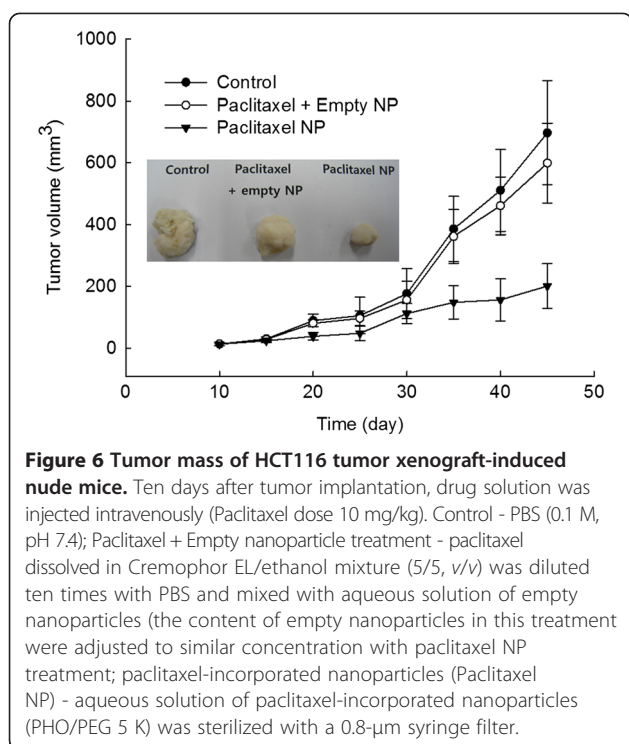 1000
800
600
400
200
0
Tumor volume (mm³)
Control
Paclitaxel + Empty NP
Paclitaxel NP
Control Paclitaxel Paclitaxel NP
+ empty NP
0 10 20 30 40 50
Time (day)
Figure 6 Tumor mass of HCT116 tumor xenograft-induced
nude mice. Ten days after tumor implantation, drug solution was
injected intravenously (Paclitaxel dose 10 mg/kg). Control - PBS (0.1 M,
pH 7.4); Paclitaxel + Empty nanoparticle treatment - paclitaxel
dissolved in Cremophor EL/ethanol mixture (5/5, v/v) was diluted
ten times with PBS and mixed with aqueous solution of empty
nanoparticles (the content of empty nanoparticles in this treatment
were adjusted to similar concentration with paclitaxel NP
treatment; paclitaxel-incorporated nanoparticles (Paclitaxel
NP) - aqueous solution of paclitaxel-incorporated nanoparticles
(PHO/PEG 5 K) was sterilized with a 0.8-μm syringe filter.